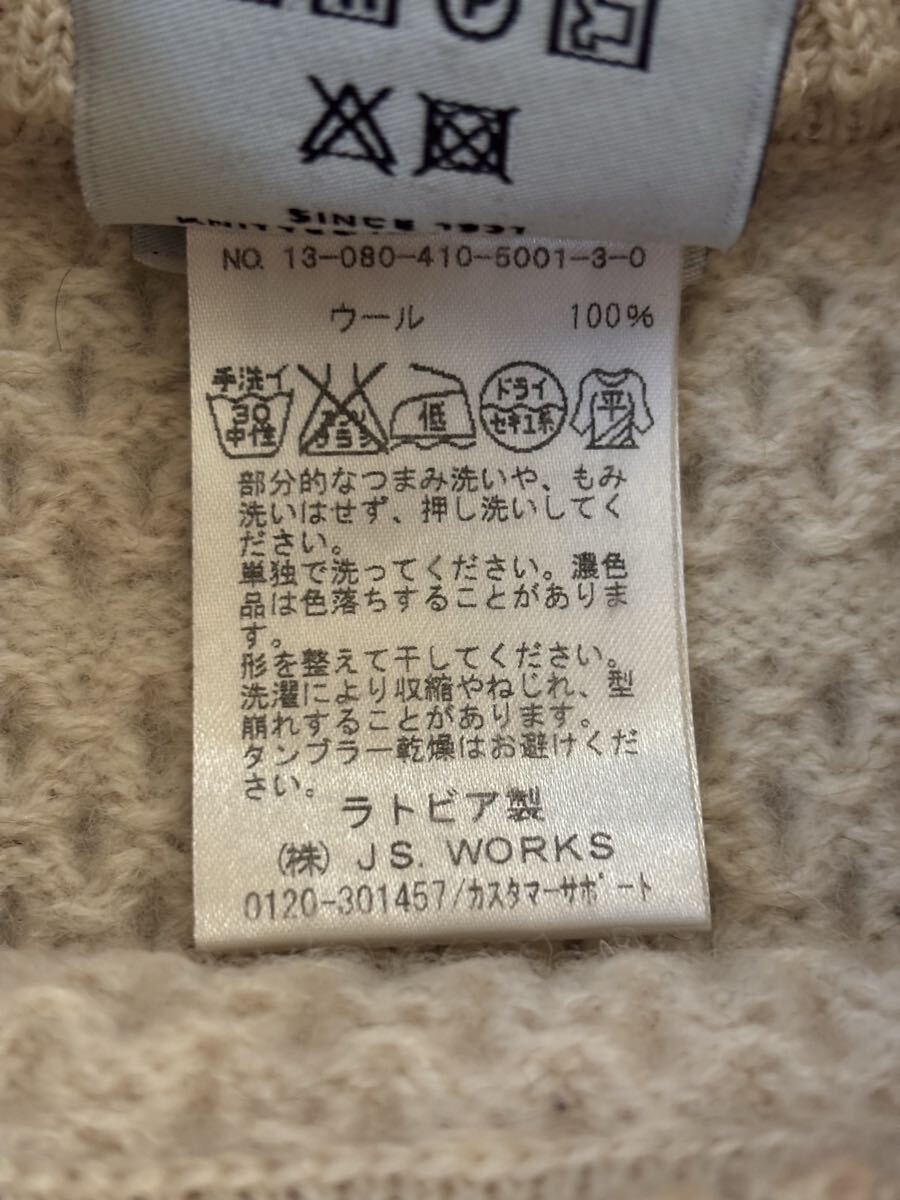 P
SINCE 1931
NO. 13-080-410-5001-3-0
ウール 100%
手洗イ
30
中性
エンソ
サラシ
低
ドライ
セキユ系
平
部分的なつまみ洗いや、もみ
洗いはせず、押し洗いしてく
ださい。
単独で洗ってください。濃色
品は色落ちすることがありま
す。
形を整えて干してください。
洗濯により収縮やねじれ、型
崩れすることがあります。
タンブラー乾燥はお避けくだ
さい。
ラトビア製
(株) J.S. WORKS
0120-301457/カスタマーサポート